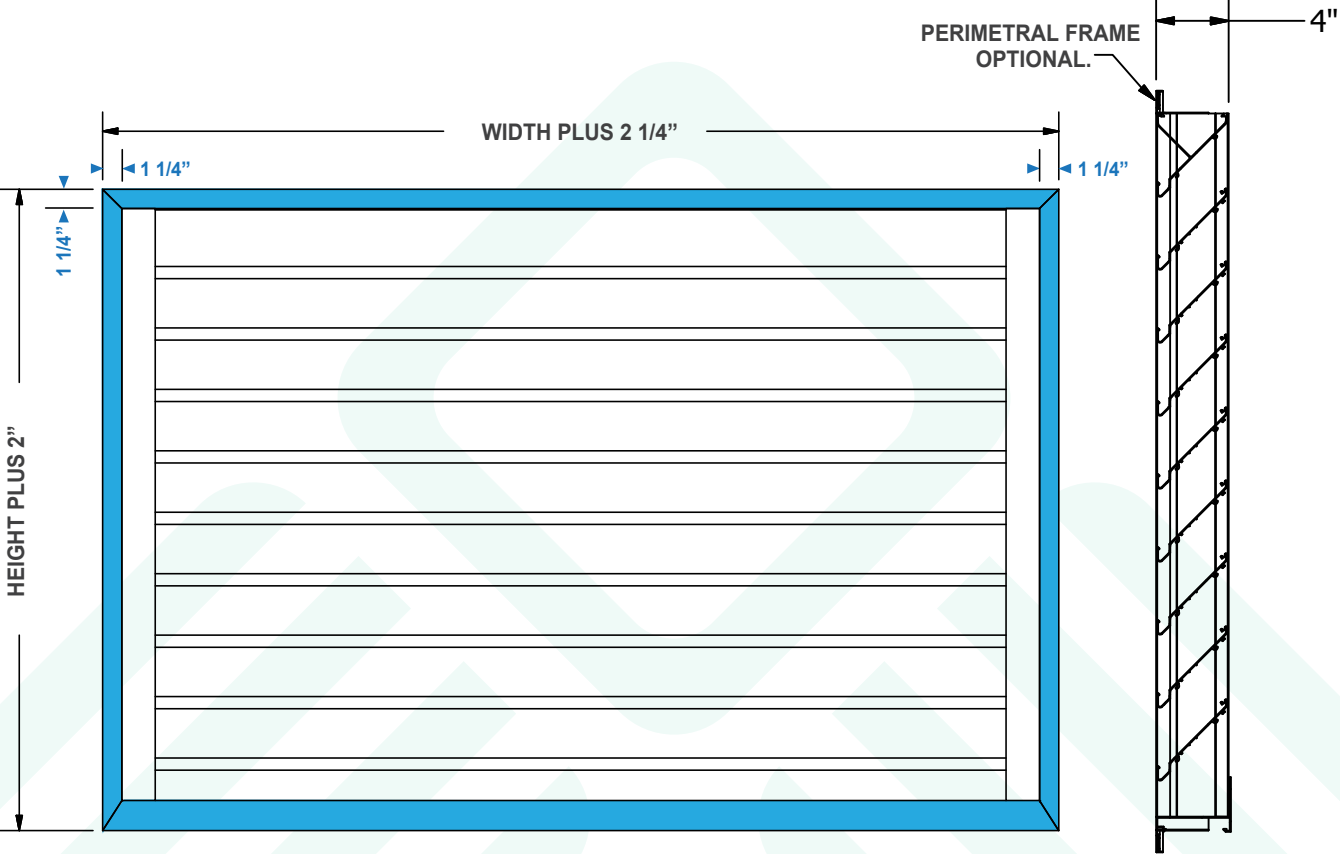 4"
PERIMETRAL FRAME
OPTIONAL.
WIDTH PLUS 2 1/4”
1 1/4”
1 1/4”
1 1/4”
HEIGHT PLUS 2”